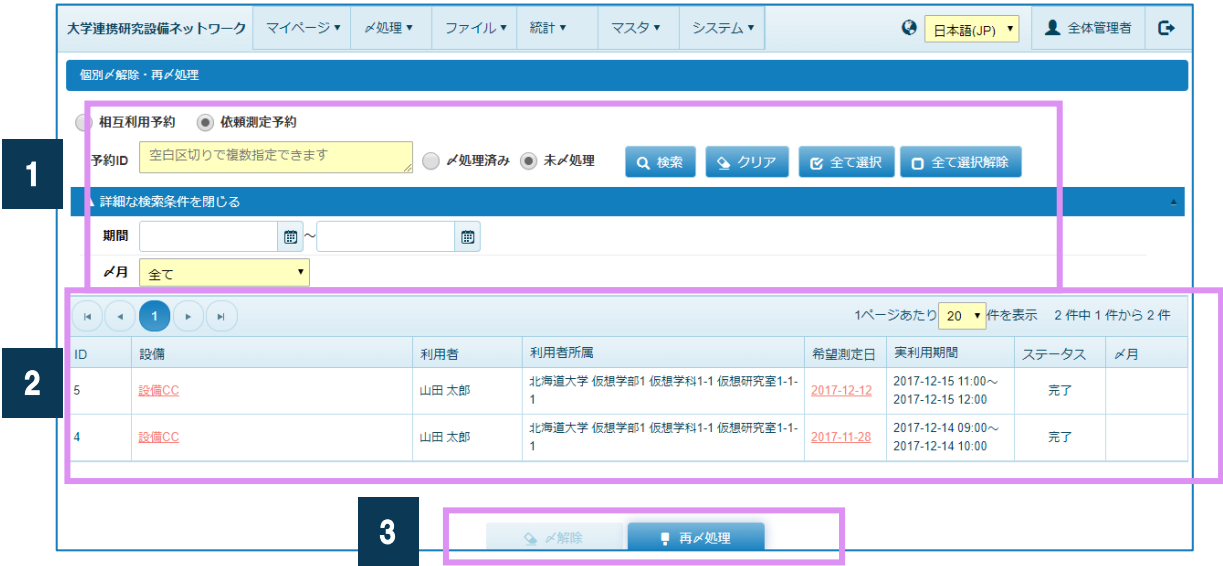 大学連携研究設備ネットワーク マイページ▼ 〆処理▼ ファイル▼ 統計▼ マスタ▼ システム▼ 日本語(JP) ▼ 全体管理者
個別〆解除・再〆処理
相互利用予約 依頼測定予約
1
予約ID 空白区切りで複数指定できます 〆処理済み 未〆処理 検索 クリア 全て選択 全て選択解除
▲ 詳細な検索条件を閉じる ▲
期間 ～
〆月 全て ▼
1 1ページあたり 20 ▼ 件を表示 2 件中 1 件から 2 件
ID 設備 利用者 利用者所属 希望測定日 実利用期間 ステータス 〆月
2
5 設備CC 山田 太郎 北海道大学 仮想学部1 仮想学科1-1 仮想研究室1-1-
1 2017-12-12 2017-12-15 11:00～
2017-12-15 12:00 完了
4 設備CC 山田 太郎 北海道大学 仮想学部1 仮想学科1-1 仮想研究室1-1-
1 2017-11-28 2017-12-14 09:00～
2017-12-14 10:00 完了
3
〆解除 再〆処理